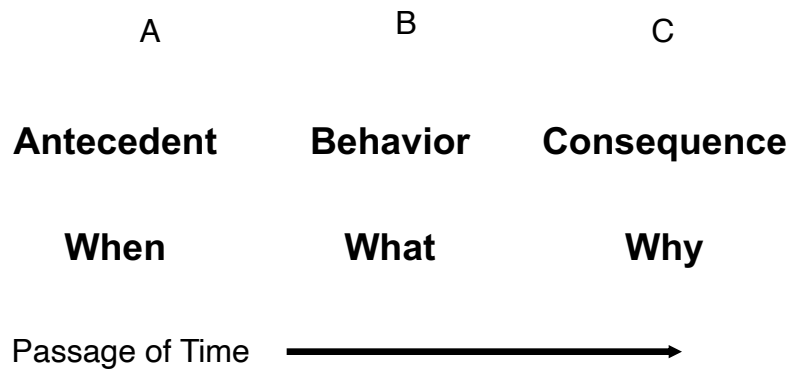 A B C
Antecedent Behavior Consequence
When What Why
Passage of Time